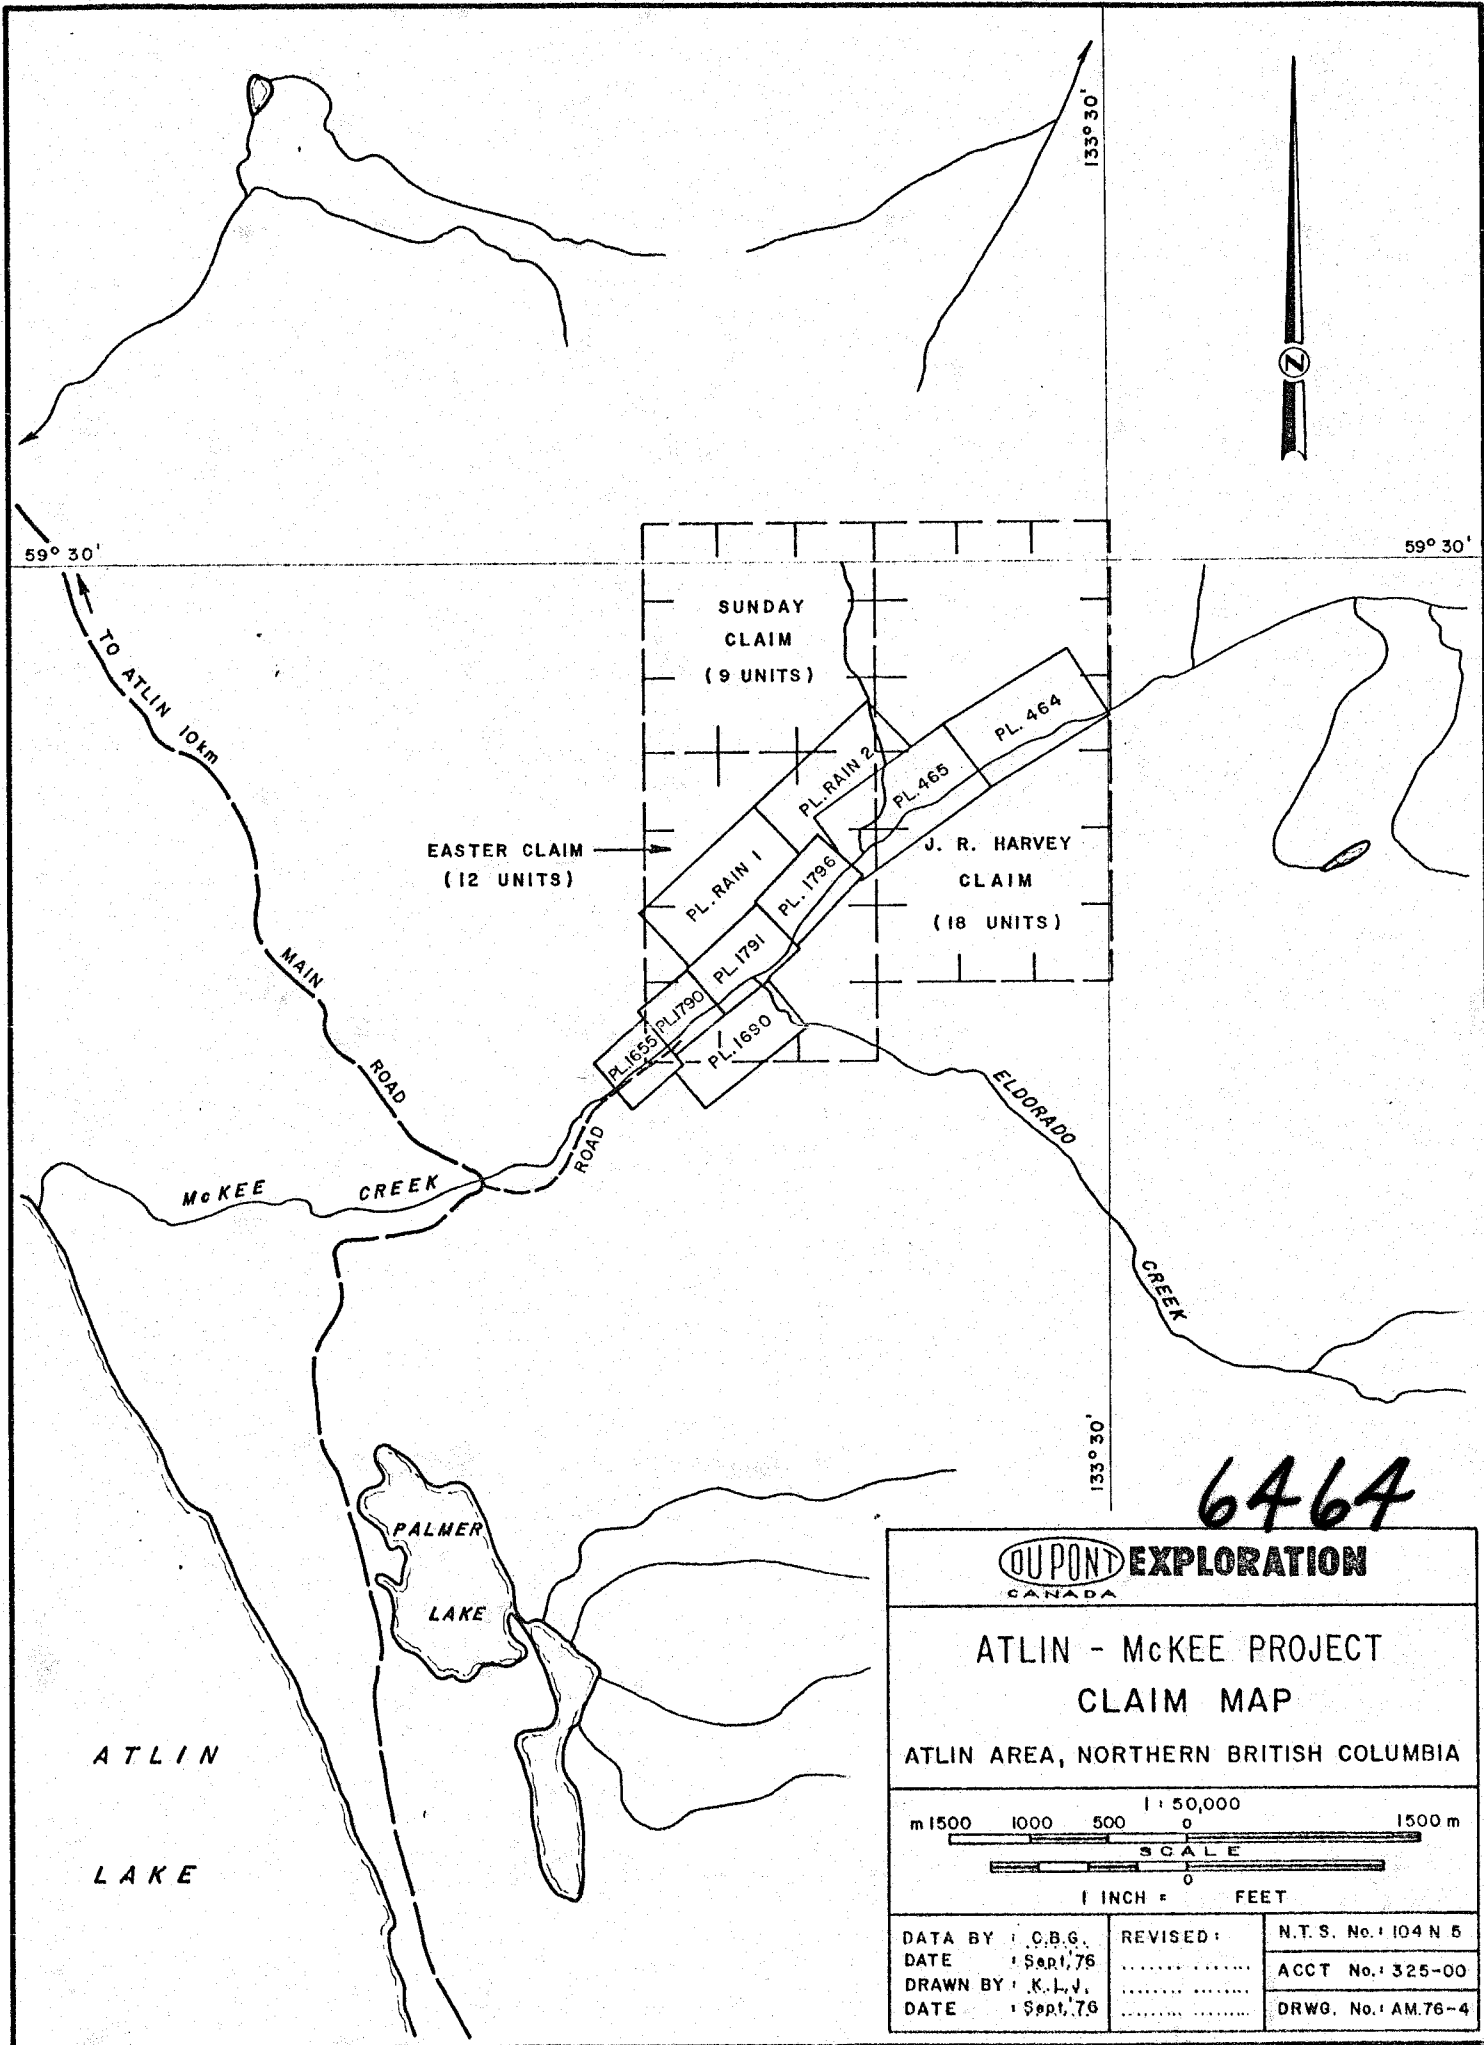 133° 30'
N
59° 30'
59° 30'
TO ATLIN 10km
SUNDAY
CLAIM
(9 UNITS)
PL. 464
PL. RAIN 2
PL. 465
EASTER CLAIM
(12 UNITS)
J. R. HARVEY
CLAIM
(18 UNITS)
PL. RAIN 1
PL. 1796
PL. 1791
MAIN
ROAD
PL.1790
PL.1655
PL.1690
ELDORADO
CREEK
ROAD
McKEE CREEK
133° 30'
6464
PALMER
LAKE
ATLIN
LAKE
DU PONT EXPLORATION
CANADA
ATLIN - McKEE PROJECT
CLAIM MAP
ATLIN AREA, NORTHERN BRITISH COLUMBIA
1 : 50,000
m 1500 1000 500 0 1500 m
SCALE
0
1 INCH = FEET
DATA BY : C.B.G.
DATE : Sept,'76
DRAWN BY : K.L.J.
DATE : Sept,'76
REVISED :
N.T.S. No. : 104 N 5
ACCT No. : 325-00
DRWG. No. : AM.76-4